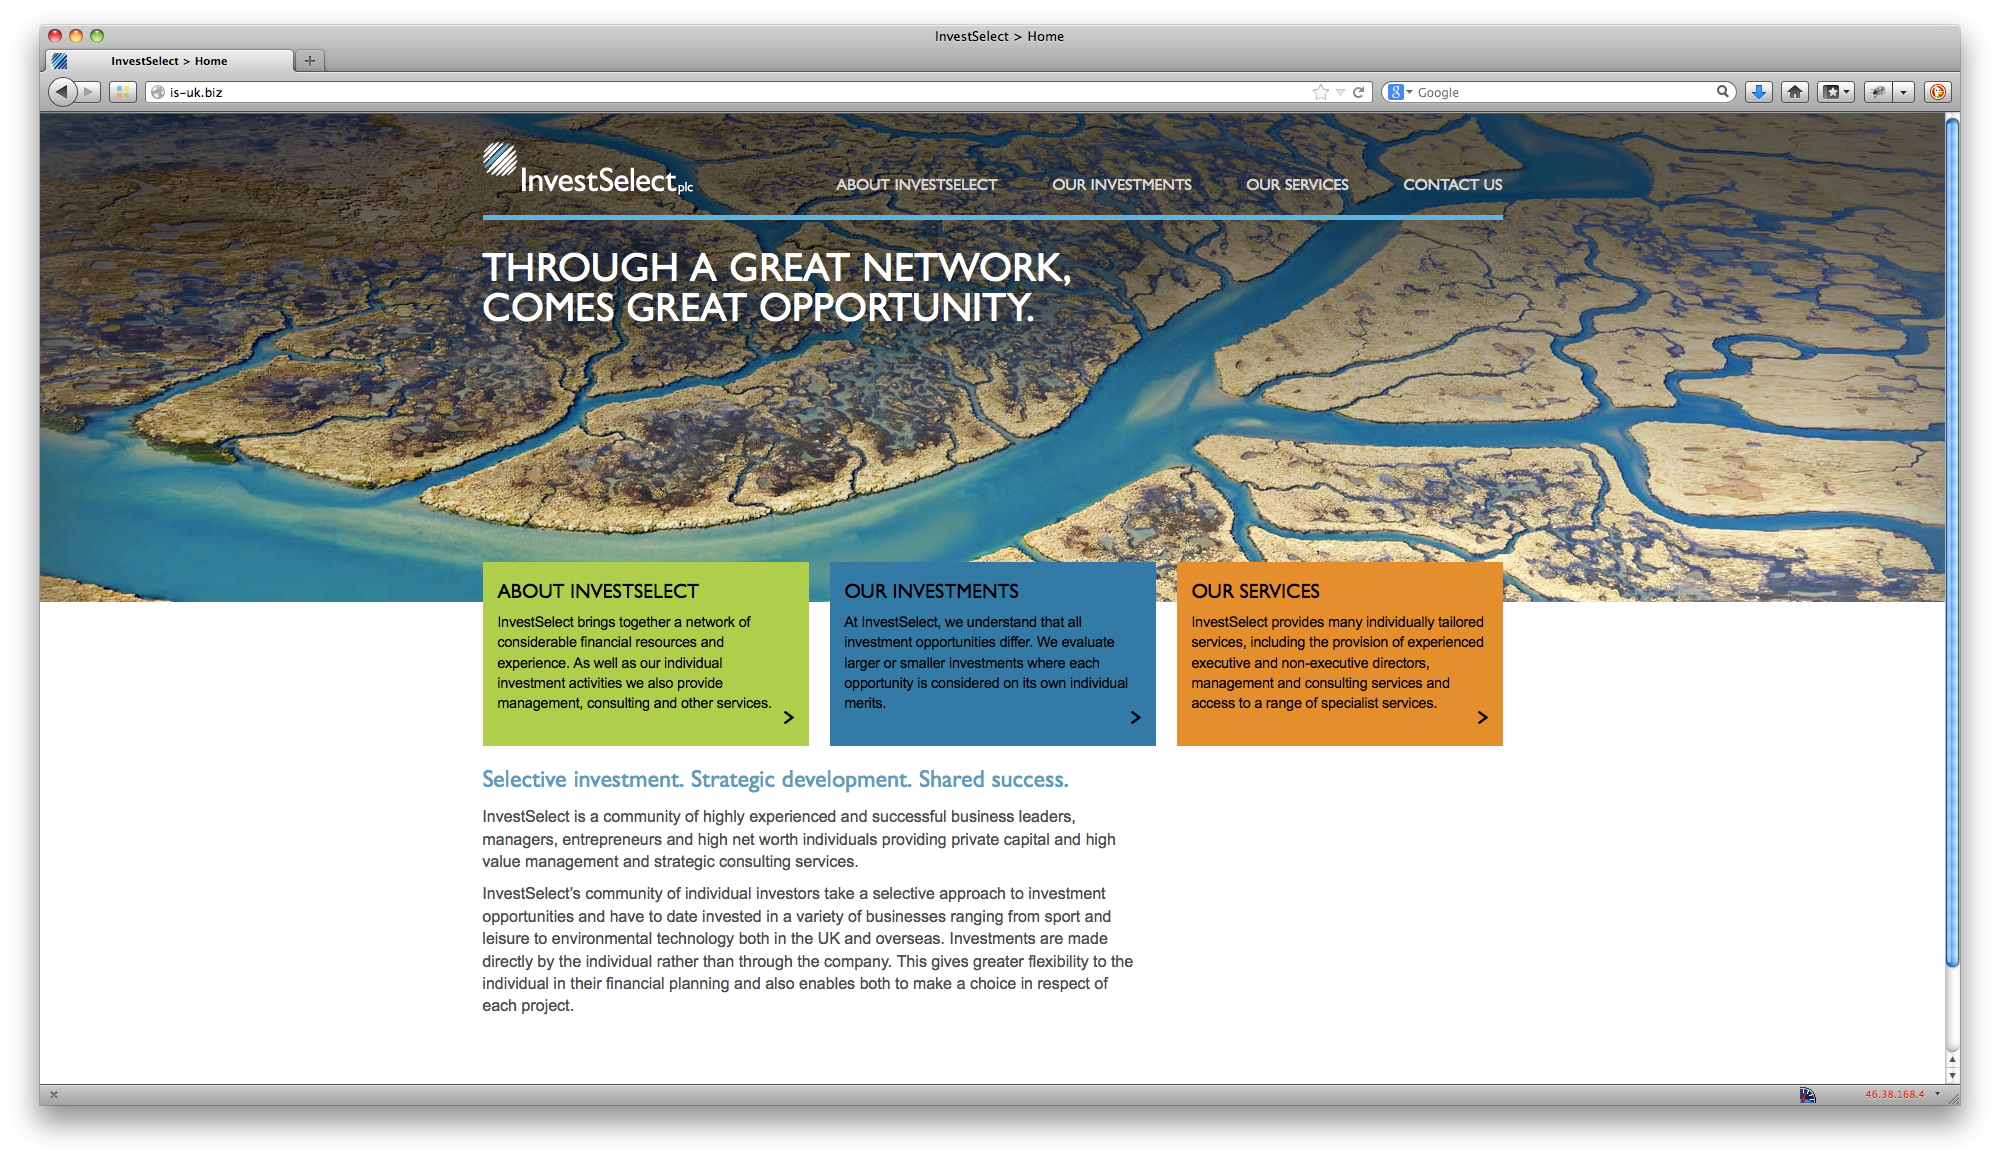 InvestSelect > Home
InvestSelect > Home
is-uk.biz
Google
InvestSelect plc
ABOUT INVESTSELECT
OUR INVESTMENTS
OUR SERVICES
CONTACT US
THROUGH A GREAT NETWORK,
COMES GREAT OPPORTUNITY.
ABOUT INVESTSELECT
InvestSelect brings together a network of
considerable financial resources and
experience. As well as our individual
investment activities we also provide
management, consulting and other services.
OUR INVESTMENTS
At InvestSelect, we understand that all
investment opportunities differ. We evaluate
larger or smaller investments where each
opportunity is considered on its own individual
merits.
OUR SERVICES
InvestSelect provides many individually tailored
services, including the provision of experienced
executive and non-executive directors,
management and consulting services and
access to a range of specialist services.
Selective investment. Strategic development. Shared success.
InvestSelect is a community of highly experienced and successful business leaders,
managers, entrepreneurs and high net worth individuals providing private capital and high
value management and strategic consulting services.
InvestSelect's community of individual investors take a selective approach to investment
opportunities and have to date invested in a variety of businesses ranging from sport and
leisure to environmental technology both in the UK and overseas. Investments are made
directly by the individual rather than through the company. This gives greater flexibility to the
individual in their financial planning and also enables both to make a choice in respect of
each project.
46.38.168.4